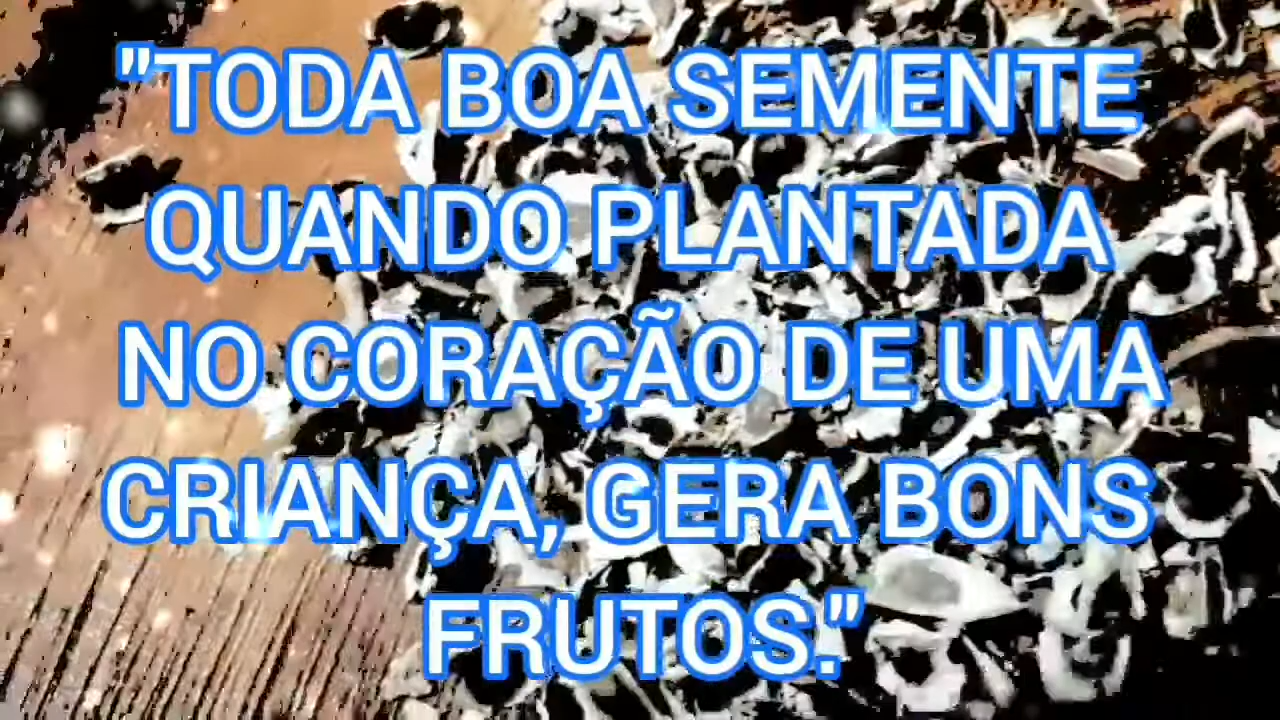 "TODA BOA SEMENTE
QUANDO PLANTADA
NO CORAÇÃO DE UMA
CRIANÇA, GERA BONS
FRUTOS."